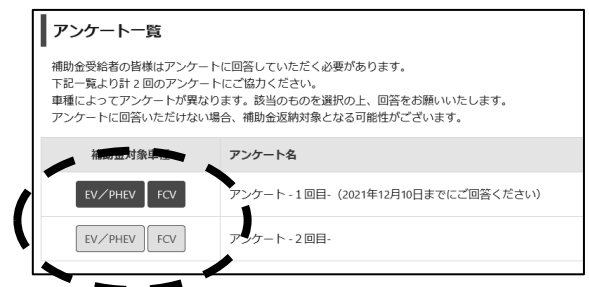 アンケート一覧
補助金受給者の皆様はアンケートに回答していただく必要があります。
下記一覧より計２回のアンケートにご協力ください。
車種によってアンケートが異なります。該当のものを選択の上、回答をお願いいたします。
アンケートに回答いただけない場合、補助金返納対象となる可能性がございます。
補助金対象車種 アンケート名
EV／PHEV FCV アンケート -１回目-（2021年12月10日までにご回答ください）
EV／PHEV FCV アンケート -２回目-